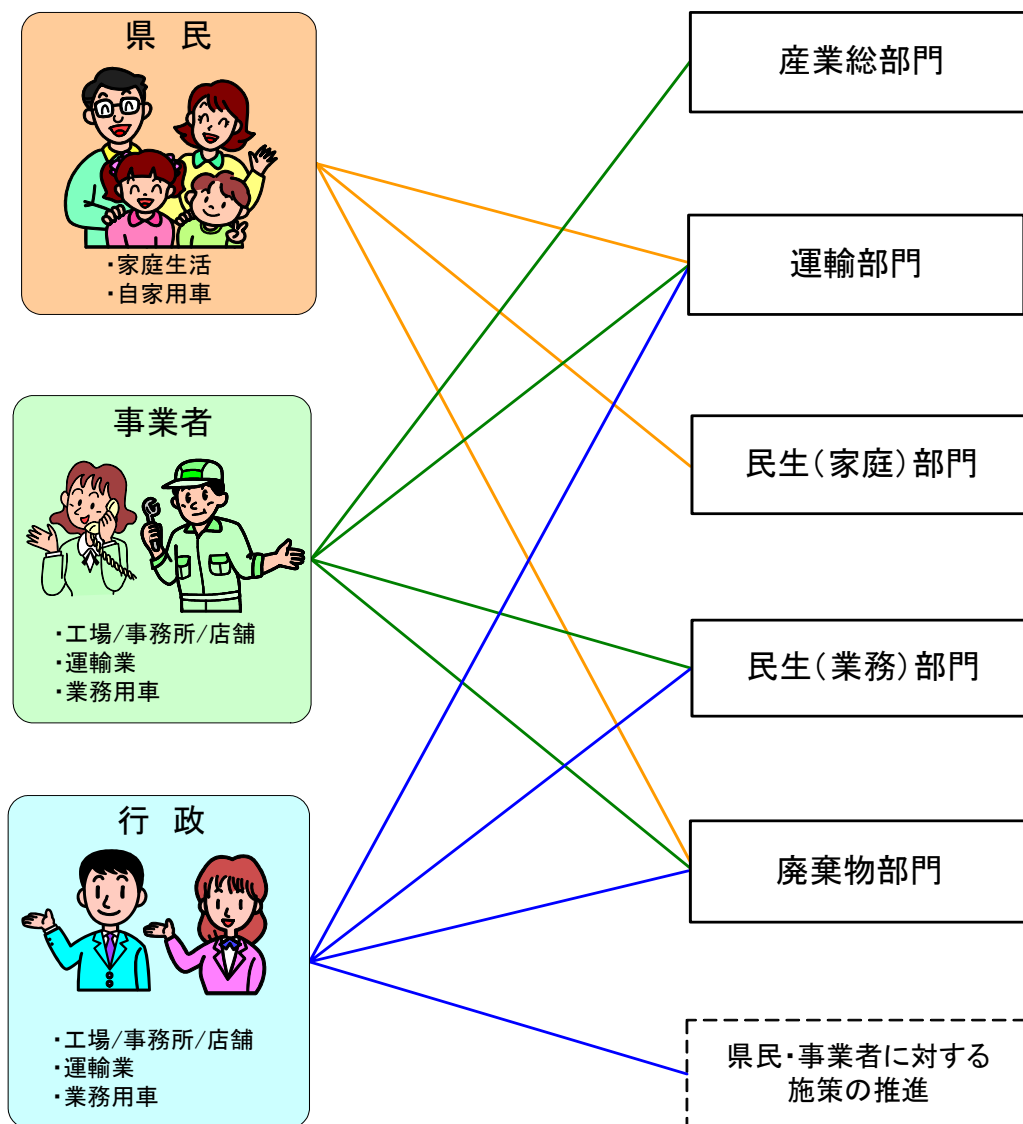 県 民
・家庭生活
・自家用車
事業者
・工場/事務所/店舗
・運輸業
・業務用車
行 政
・工場/事務所/店舗
・運輸業
・業務用車
産業総部門
運輸部門
民生(家庭)部門
民生(業務)部門
廃棄物部門
県民・事業者に対する
施策の推進